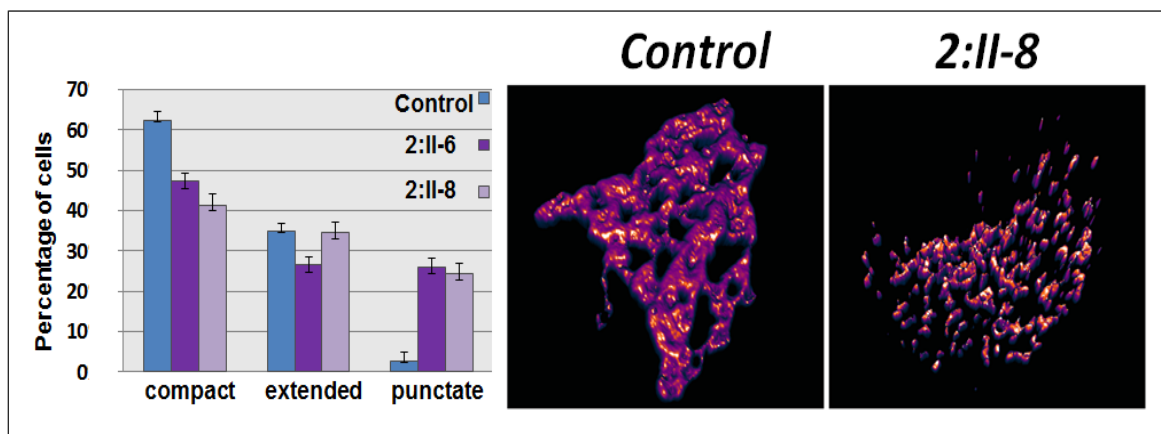 Control
2:II-8
Percentage of cells
70
60
50
40
30
20
10
0
Control
2:II-6
2:II-8
compact
extended
punctate